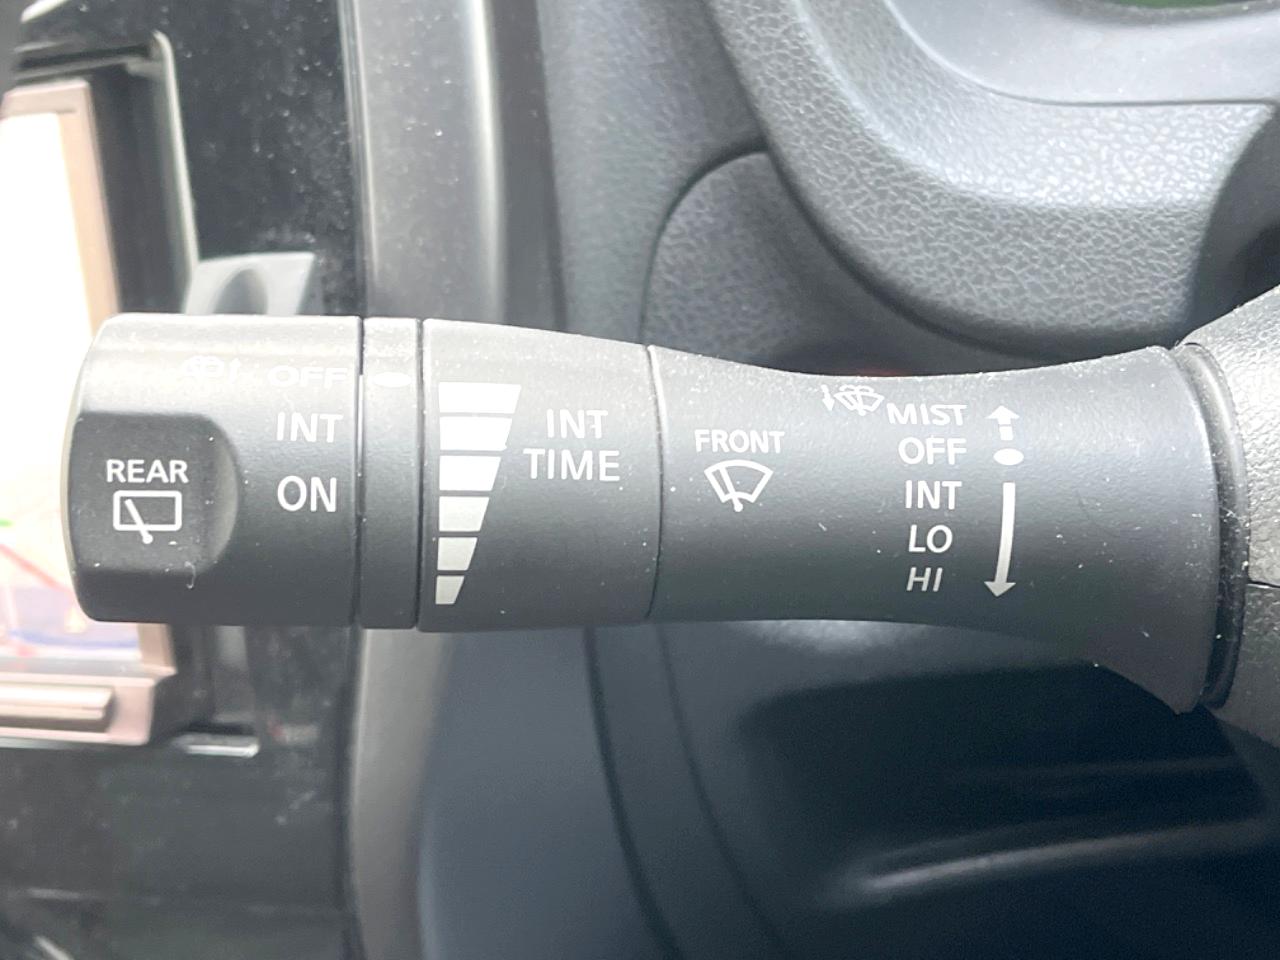 REAR
OFF
INT
ON
INT
TIME
FRONT
MIST
OFF
INT
LO
HI